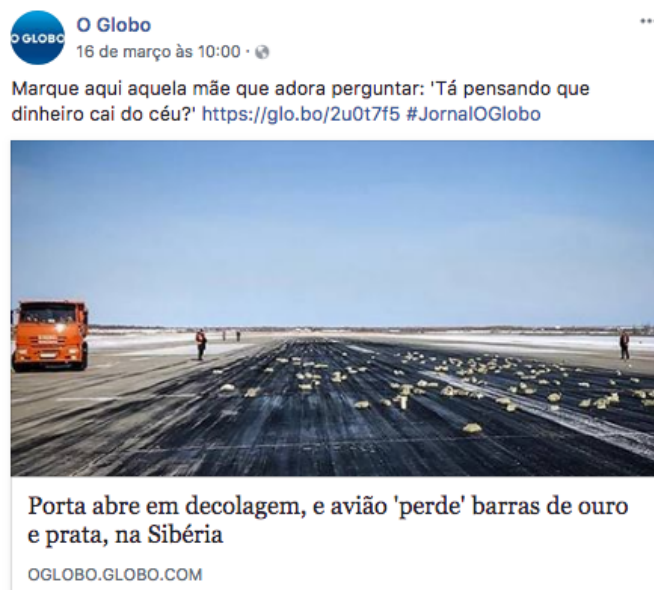 O GLOBO
O Globo
16 de março às 10:00 ·
Marque aqui aquela mãe que adora perguntar: 'Tá pensando que
dinheiro cai do céu?' https://glo.bo/2u0t7f5 #JornalOGlobo
Porta abre em decolagem, e avião 'perde' barras de ouro
e prata, na Sibéria
OGLOBO.GLOBO.COM